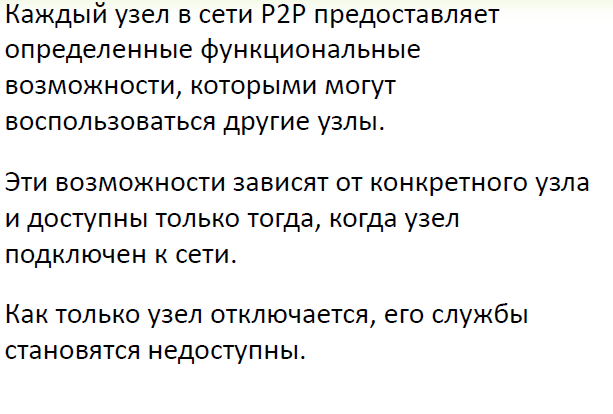 Каждый узел в сети P2P предоставляет
определенные функциональные
возможности, которыми могут
воспользоваться другие узлы.
Эти возможности зависят от конкретного узла
и доступны только тогда, когда узел
подключен к сети.
Как только узел отключается, его службы
становятся недоступны.